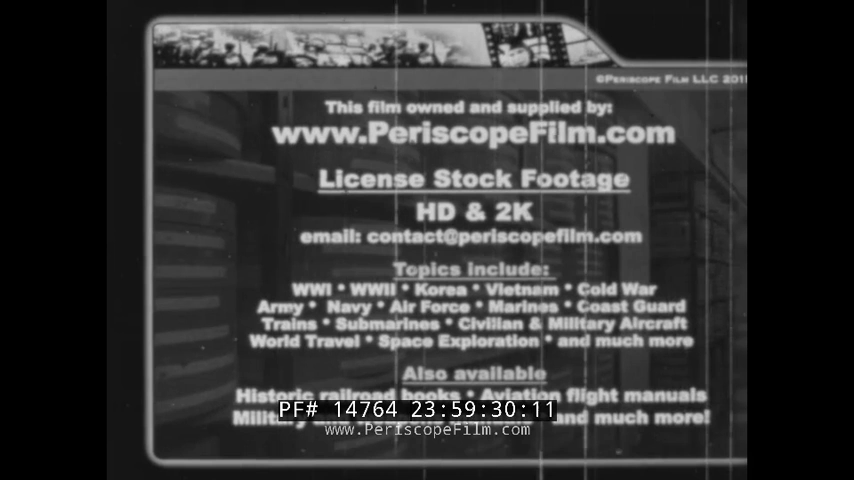 ©PERISCOPE FILM LLC 201
This film owned and supplied by:
www.PeriscopeFilm.com
License Stock Footage
HD & 2K
email: contact@periscopefilm.com
Topics include:
WWI * WWII * Korea * Vietnam * Cold War
Army * Navy * Air Force * Marines * Coast Guard
Trains * Submarines * Civilian & Military Aircraft
World Travel * Space Exploration * and much more
Also available
Historic railroad books * Aviation flight manuals
and much more!
PF# 14764 23:59:30:11
www.PeriscopeFilm.com